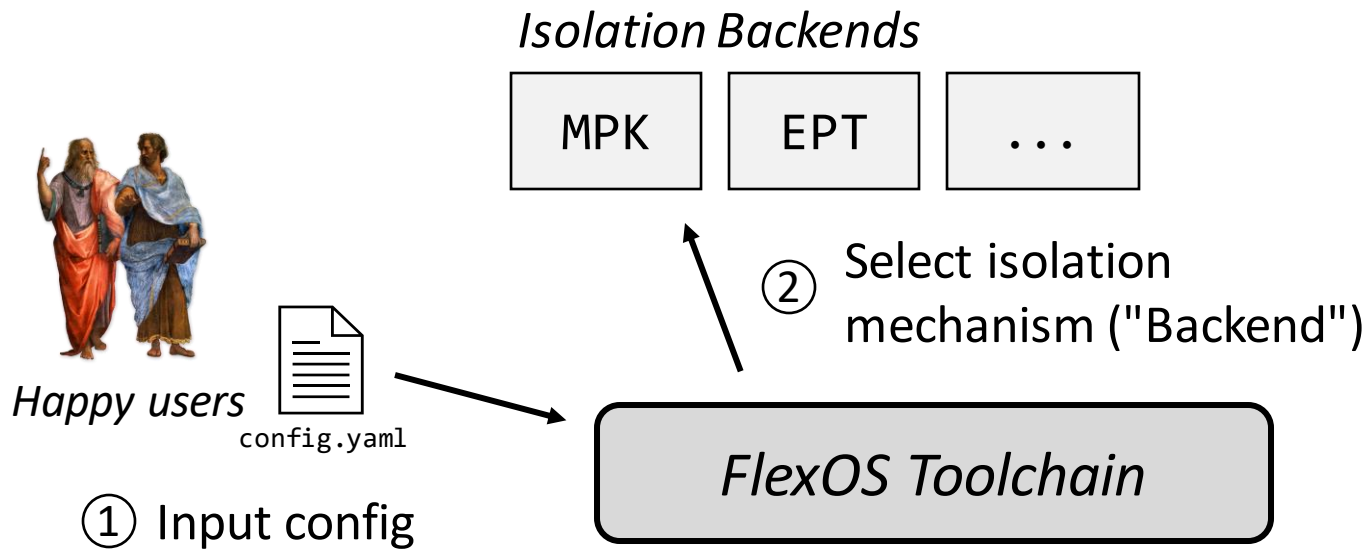 Isolation Backends
MPK
EPT
...
② Select isolation
mechanism ("Backend")
Happy users
config.yaml
① Input config
FlexOS Toolchain